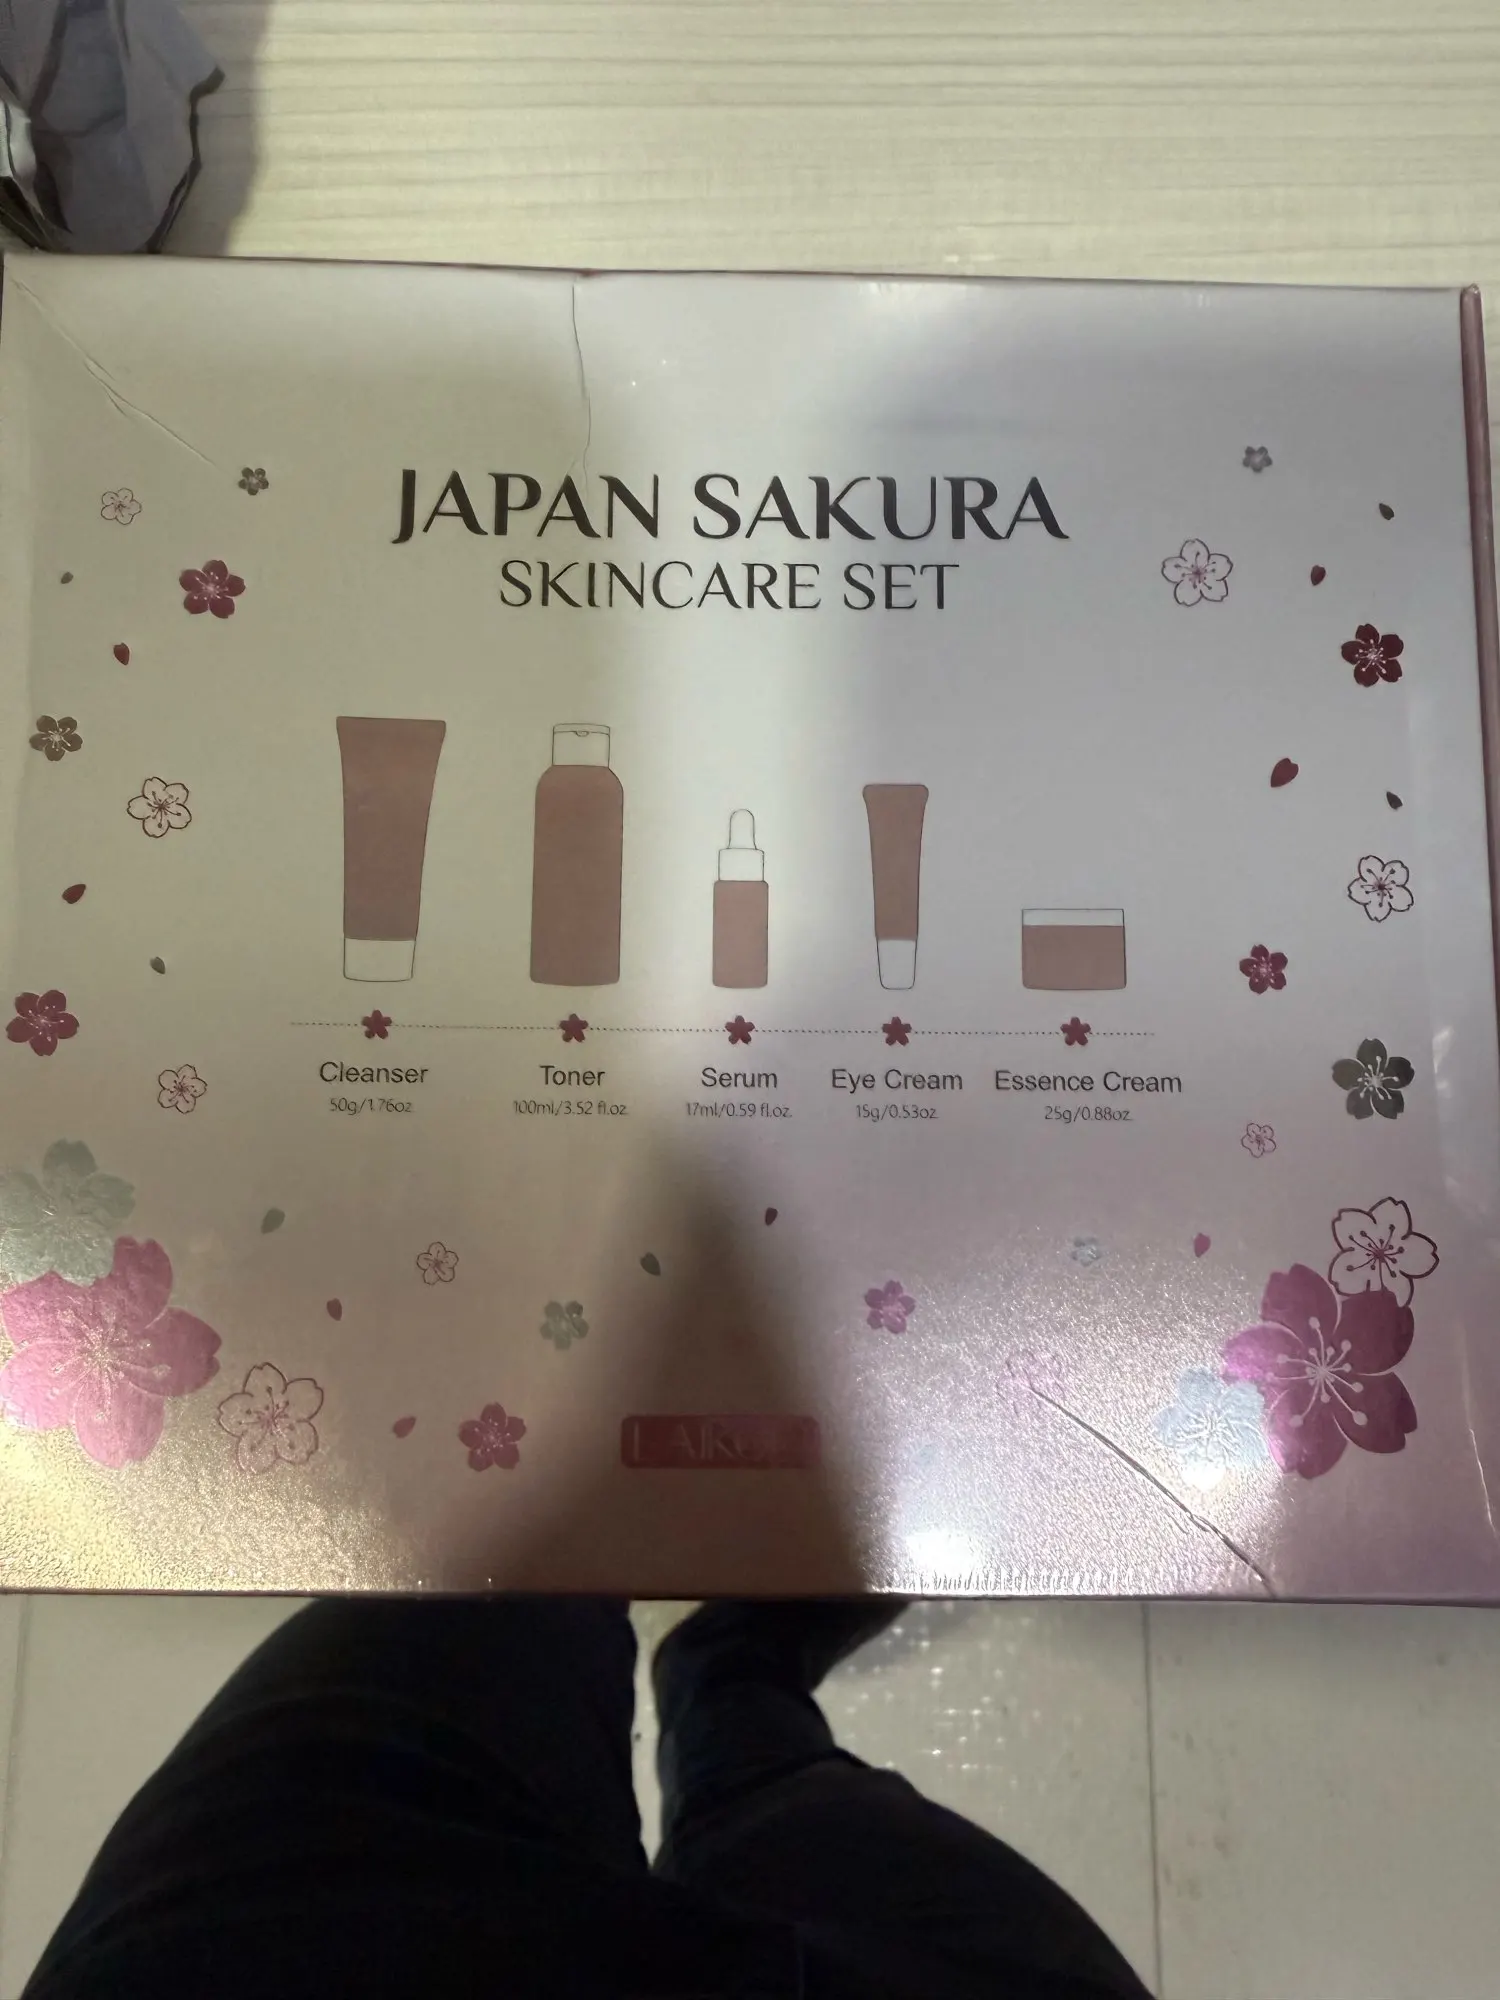 JAPAN SAKURA
SKINCARE SET
Cleanser
50g/1.76oz
Toner
100ml/3.52 fl.oz.
Serum
17ml/0.59 fl.oz.
Eye Cream
15g/0.53oz
Essence Cream
25g/0.88oz